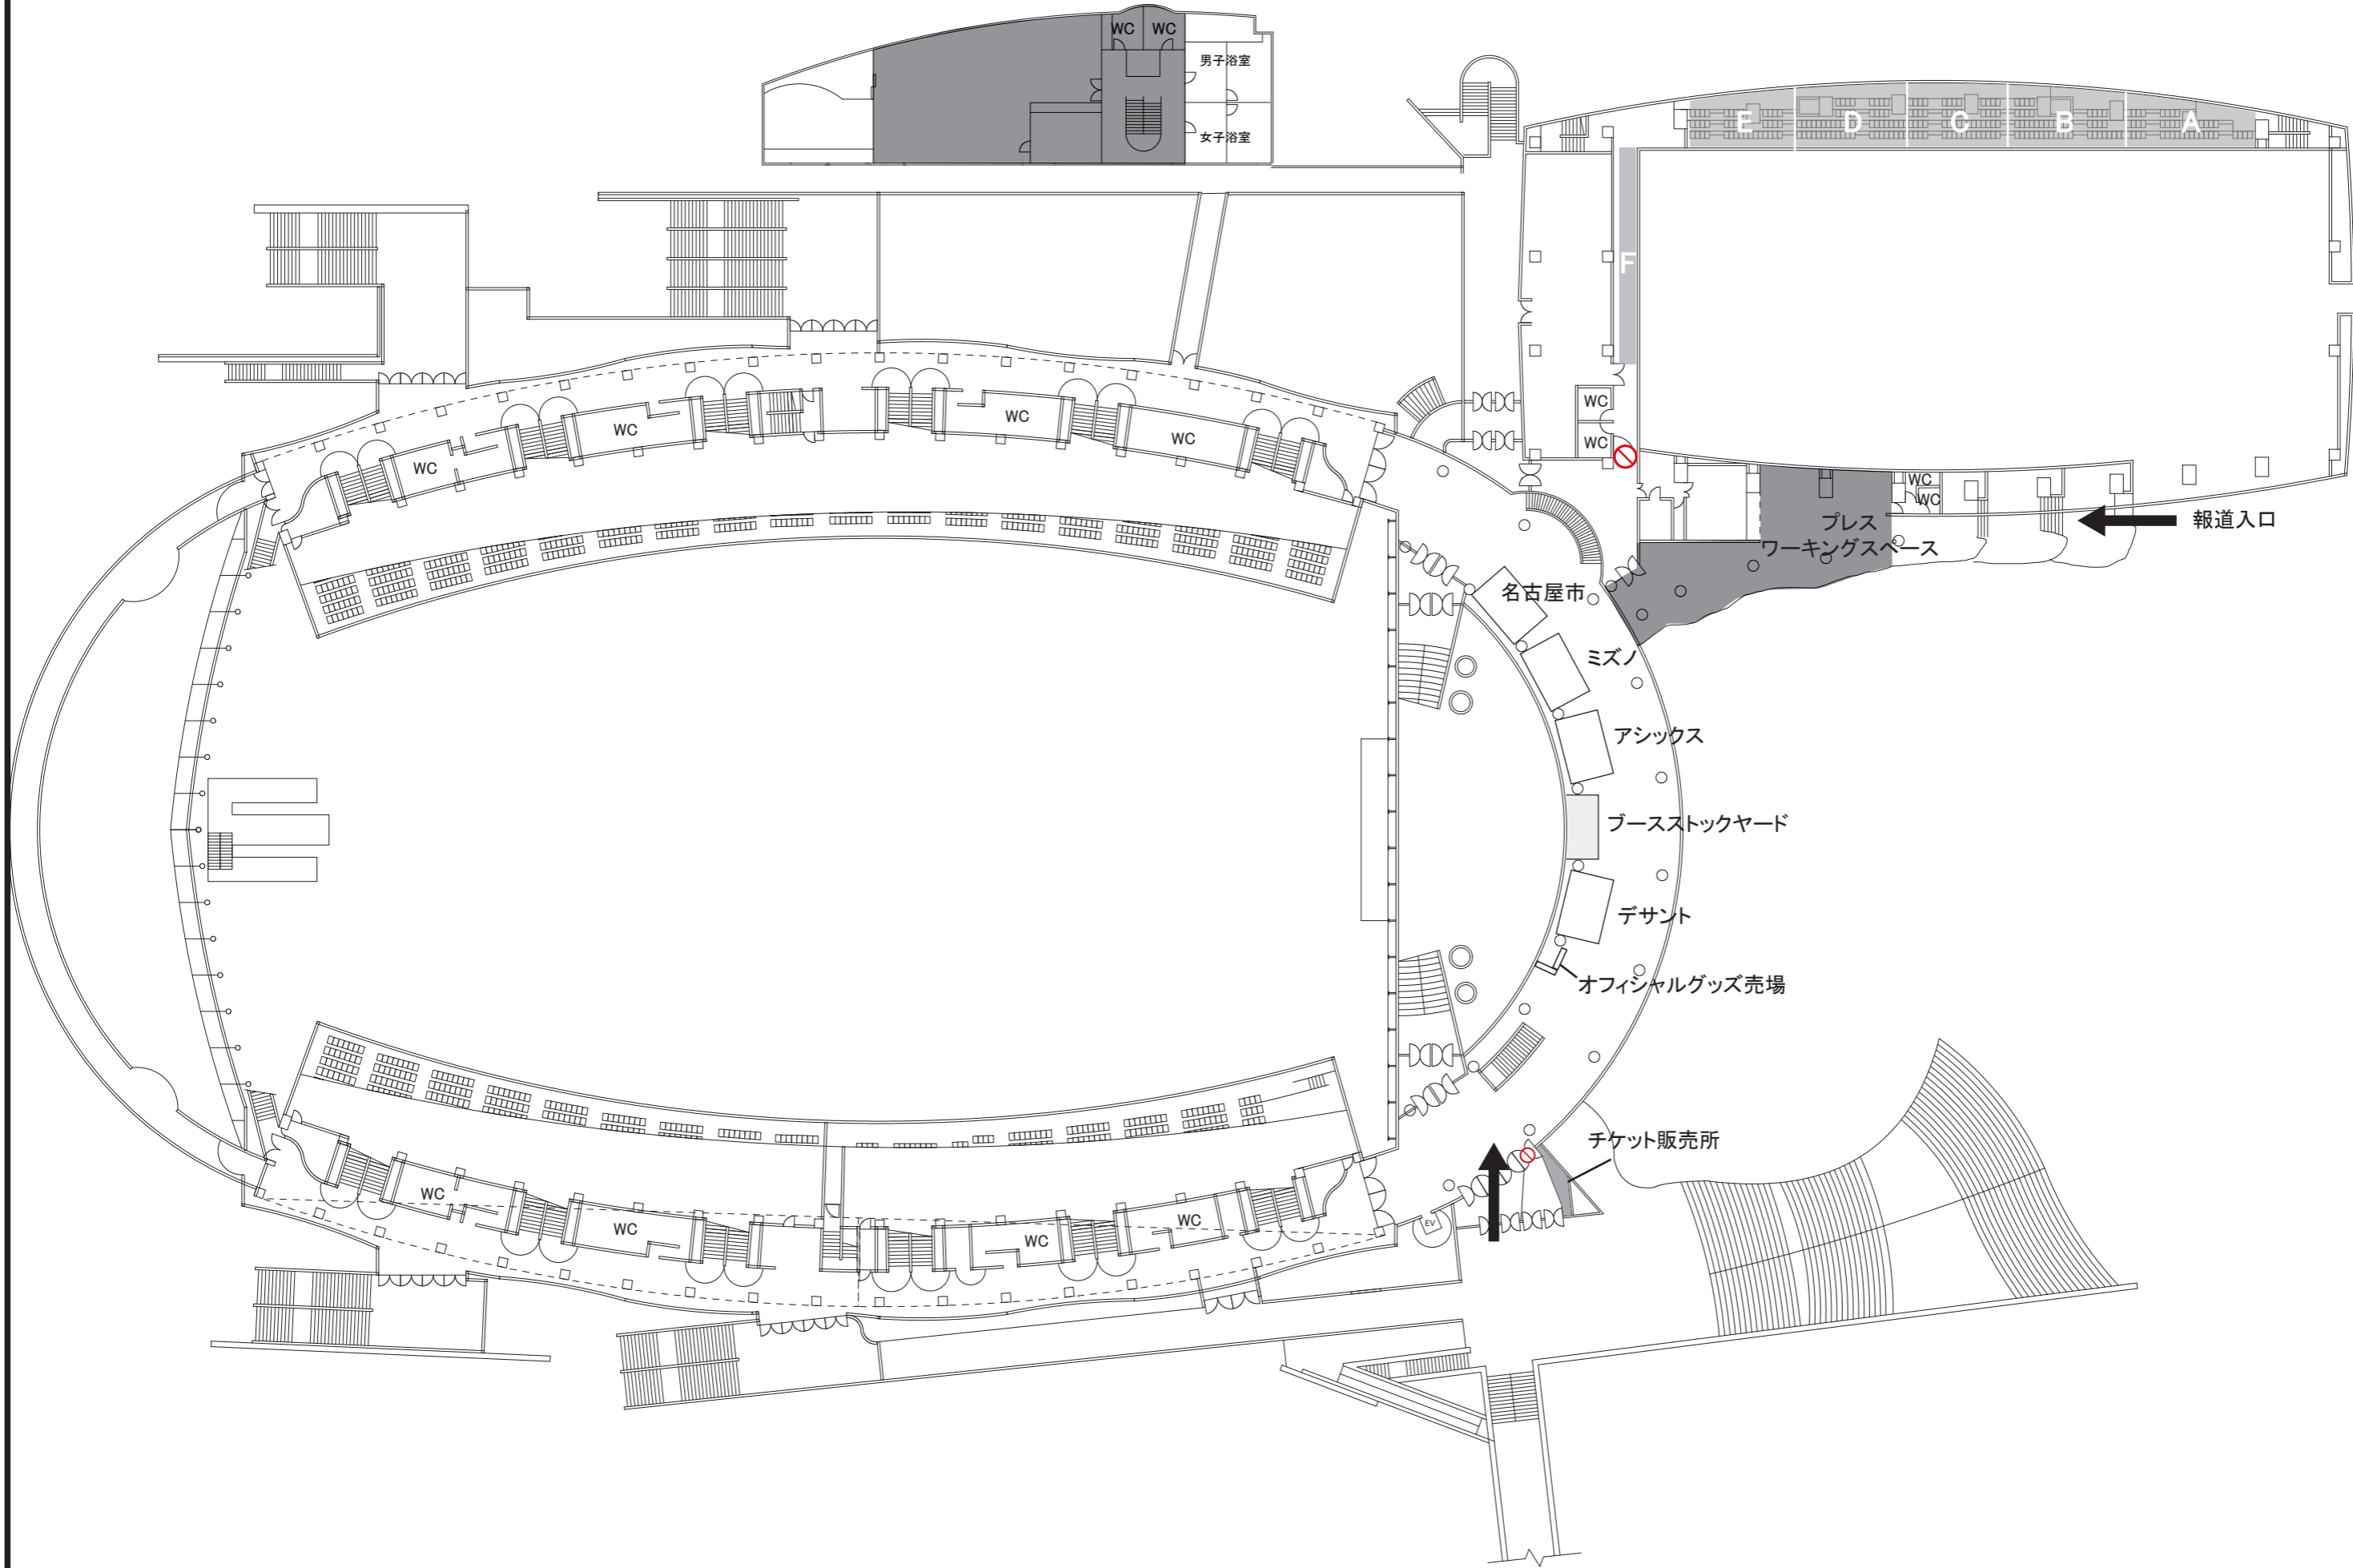 WC WC
男子浴室
女子浴室
E D C B A
F
WC
WC
WC
WC
WC
WC
WC
WC
プレス
ワーキングスペース
報道入口
名古屋市
ミズノ
アシックス
ブースストックヤード
デサント
オフィシャルグッズ売場
チケット販売所
WC
WC
WC
WC
EV